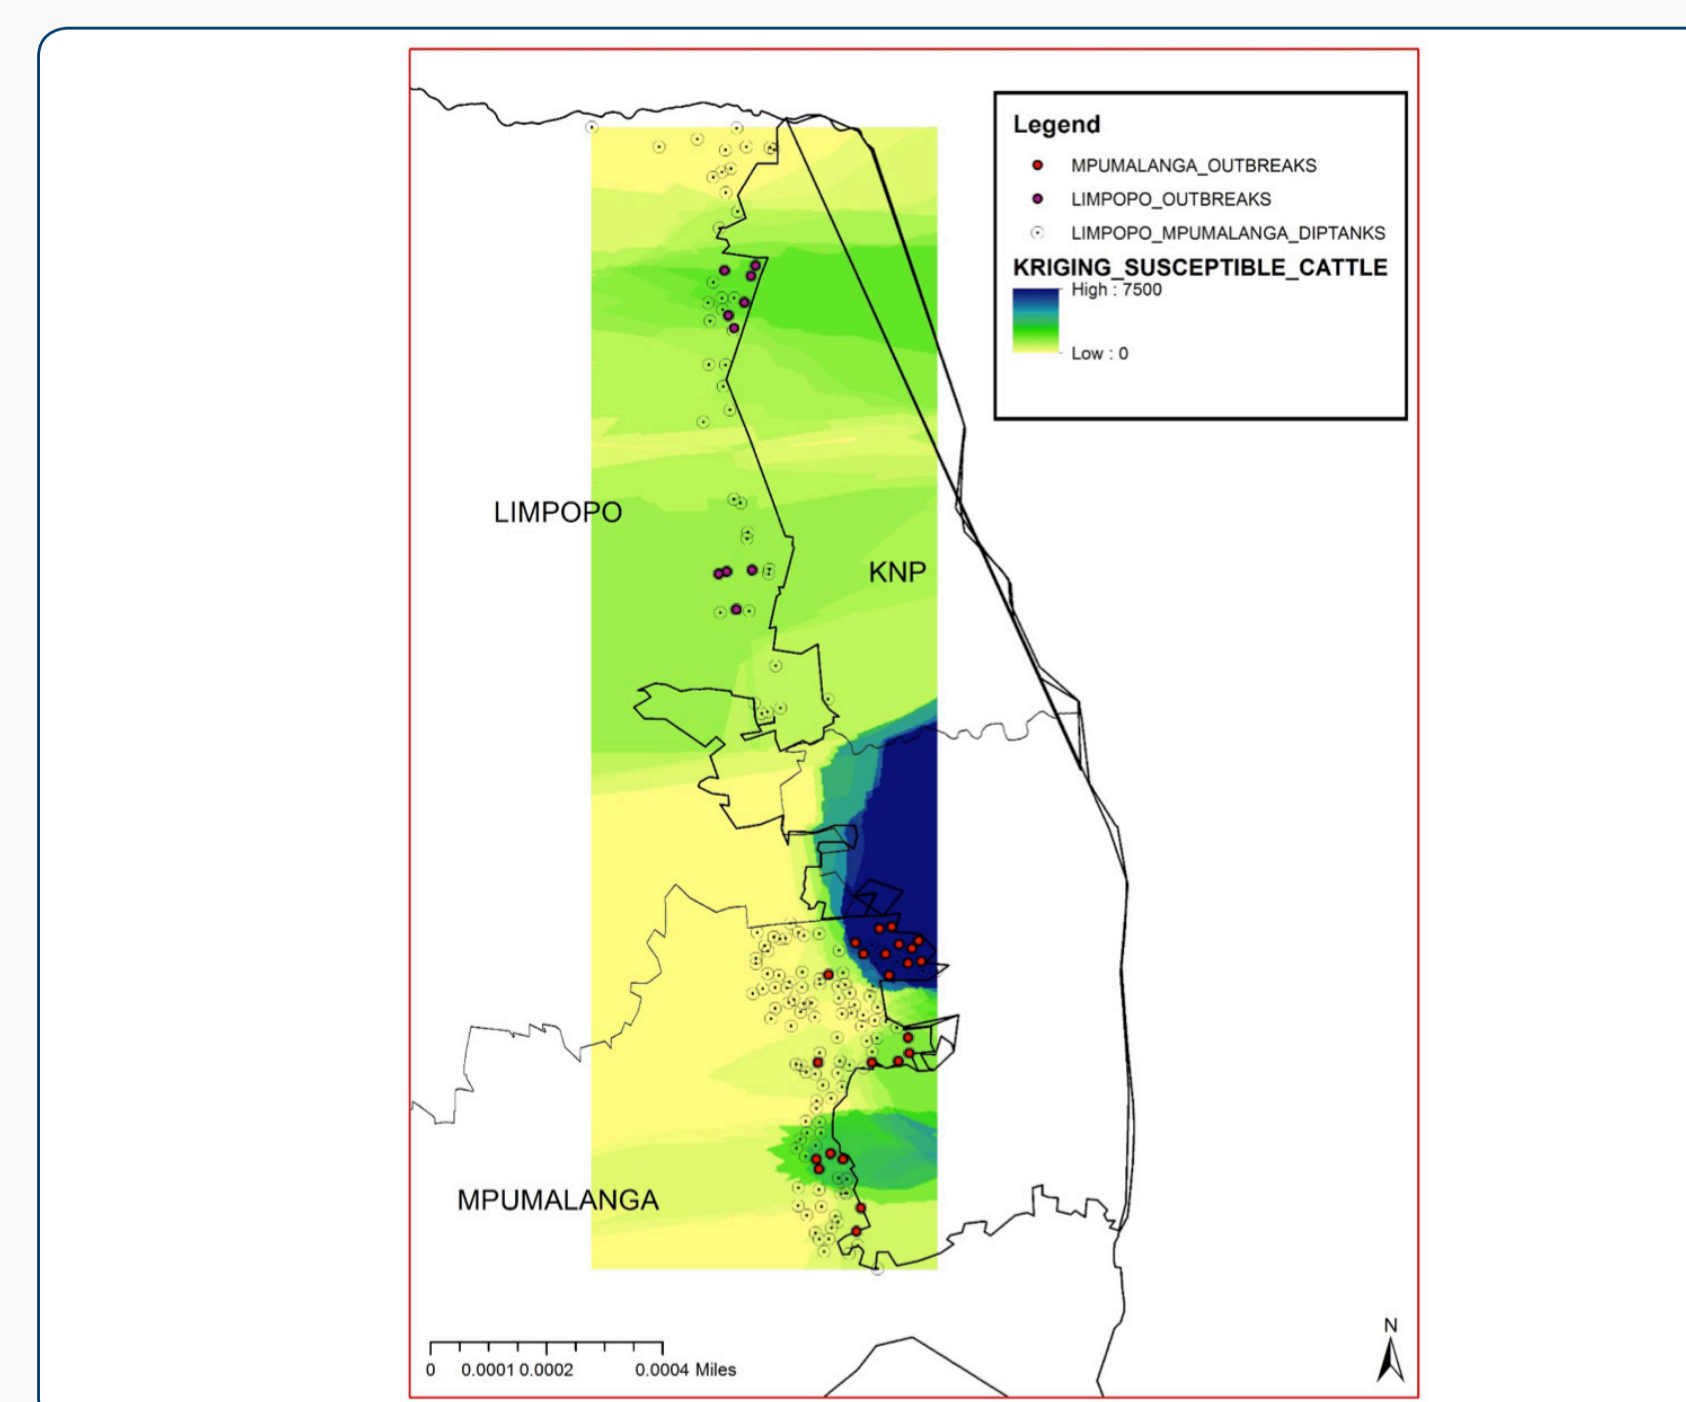 Legend
MPUMALANGA_OUTBREAKS
LIMPOPO_OUTBREAKS
LIMPOPO_MPUMALANGA_DIPTANKS
KRIGING_SUSCEPTIBLE_CATTLE
High : 7500
Low : 0
LIMPOPO
KNP
MPUMALANGA
0 0.0001 0.0002 0.0004 Miles
N